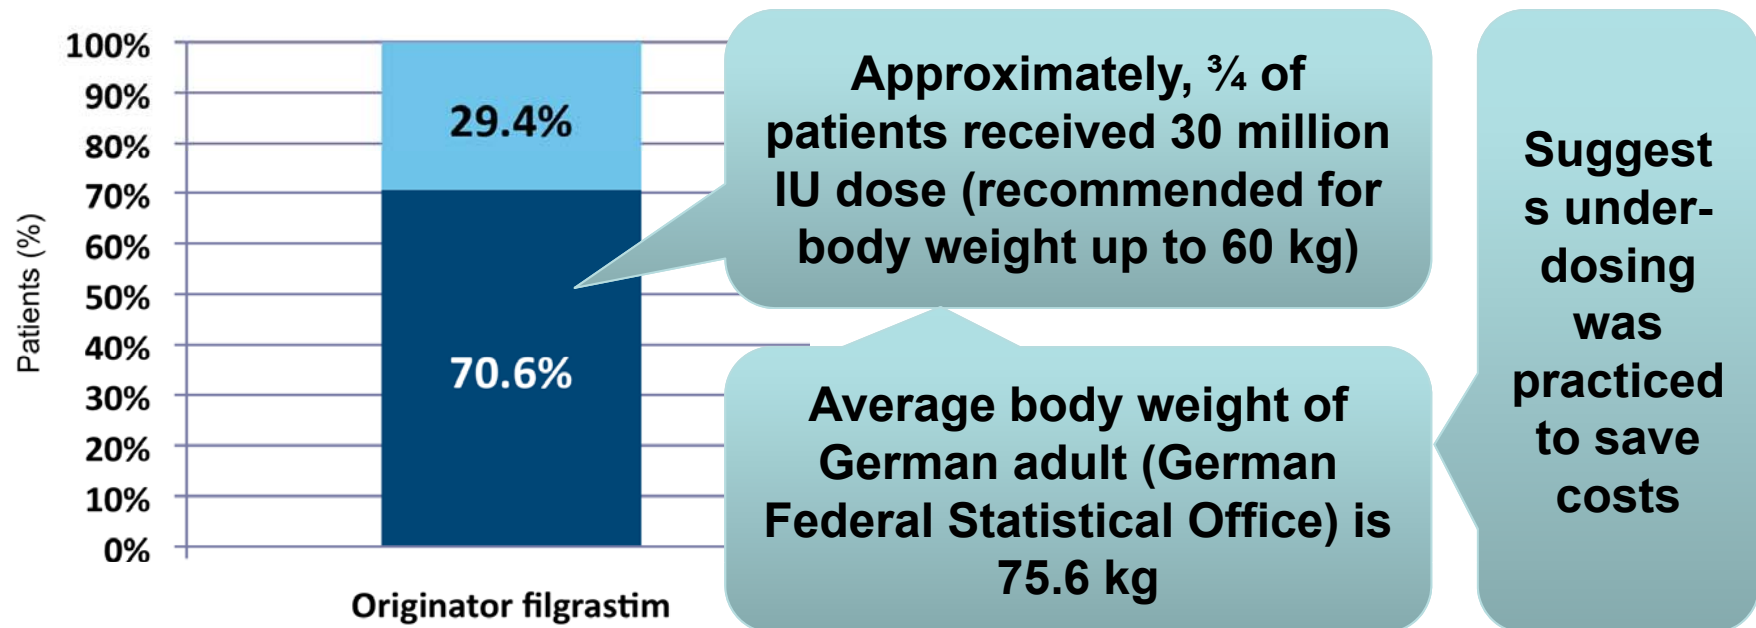 100%
90%
80%
70%
60%
50%
40%
30%
20%
10%
0%
Patients (%)
29.4%
70.6%
Originator filgrastim
Approximately, ¾ of
patients received 30 million
IU dose (recommended for
body weight up to 60 kg)
Average body weight of
German adult (German
Federal Statistical Office) is
75.6 kg
Suggest
s under-
dosing
was
practiced
to save
costs